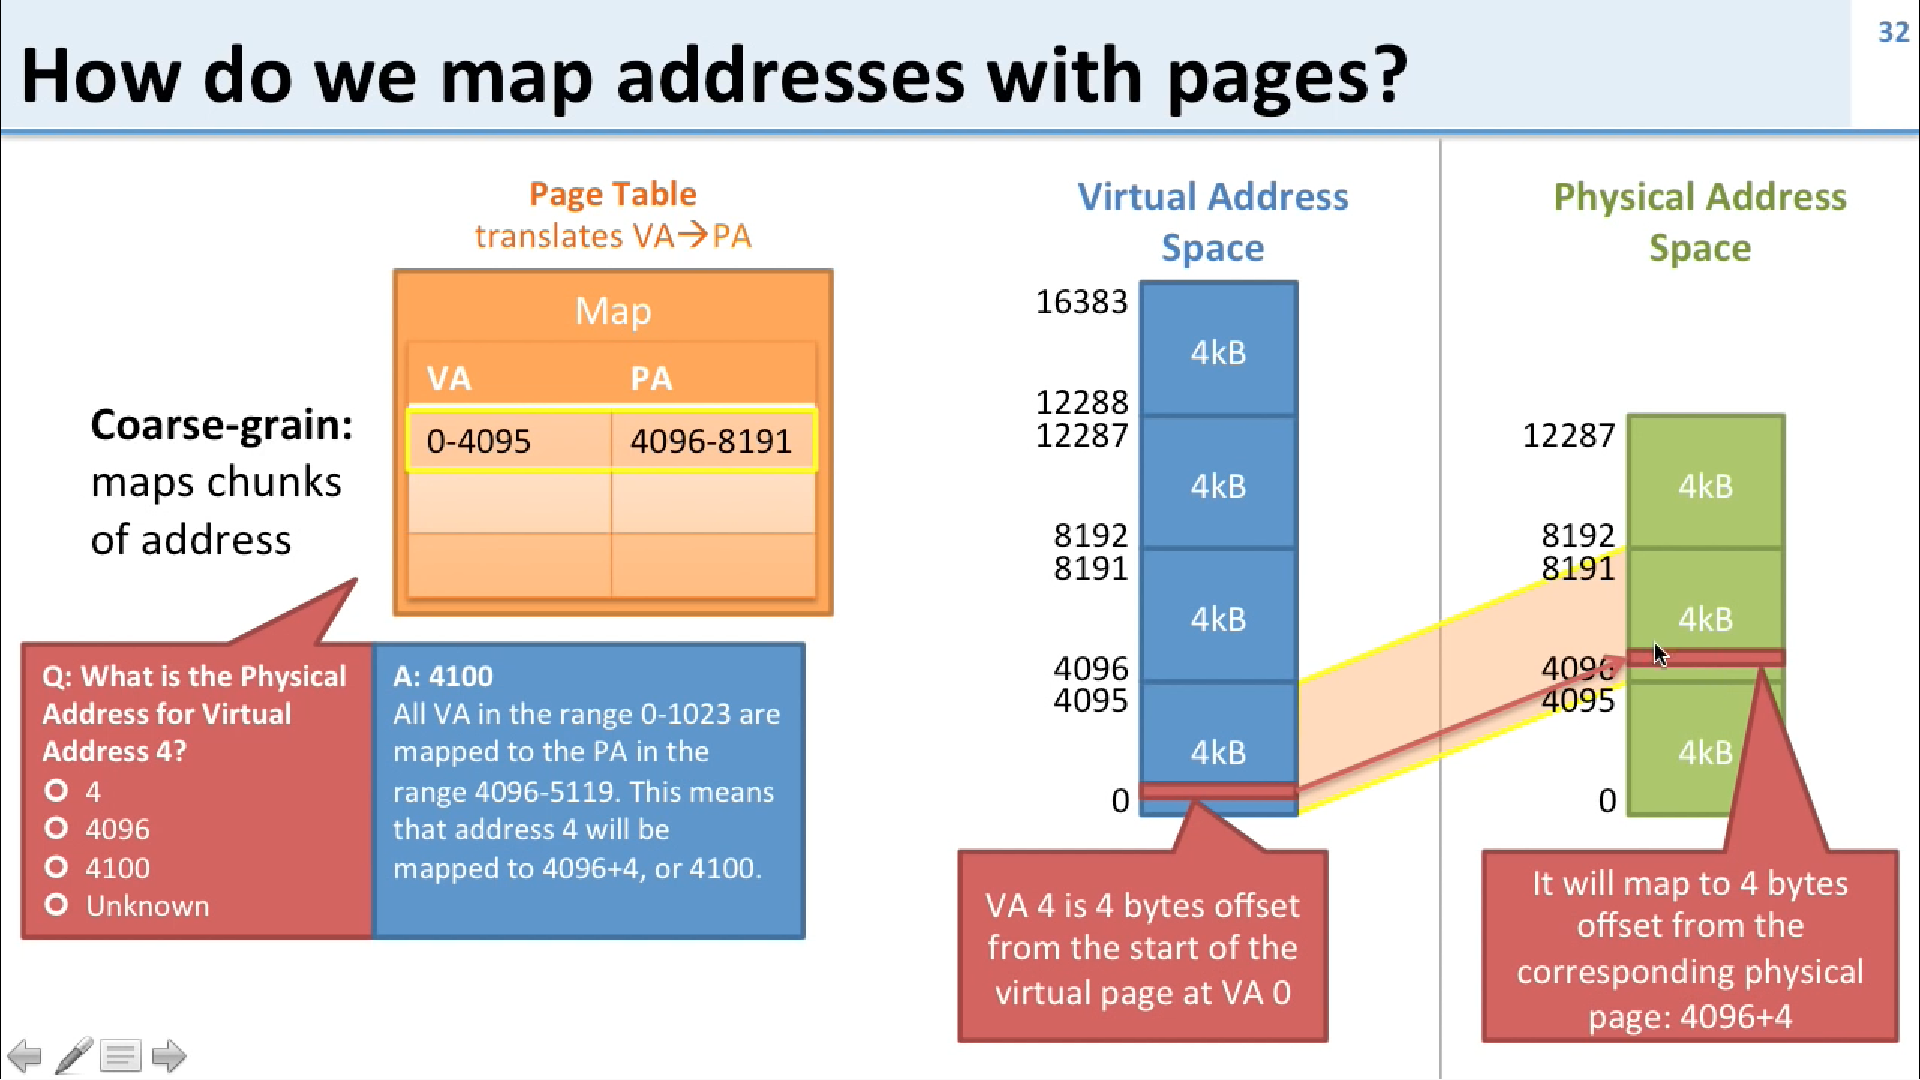 32
How do we map addresses with pages?
Page Table
translates VA→PA
Map
VA PA
0-4095 4096-8191
Coarse-grain:
maps chunks
of address
Q: What is the Physical
Address for Virtual
Address 4?
4
4096
4100
Unknown
A: 4100
All VA in the range 0-1023 are
mapped to the PA in the
range 4096-5119. This means
that address 4 will be
mapped to 4096+4, or 4100.
Virtual Address
Space
16383
4kB
12288
12287
4kB
8192
8191
4kB
4096
4095
4kB
0
VA 4 is 4 bytes offset
from the start of the
virtual page at VA 0
Physical Address
Space
12287
4kB
8192
8191
4kB
4096
4095
4kB
0
It will map to 4 bytes
offset from the
corresponding physical
page: 4096+4